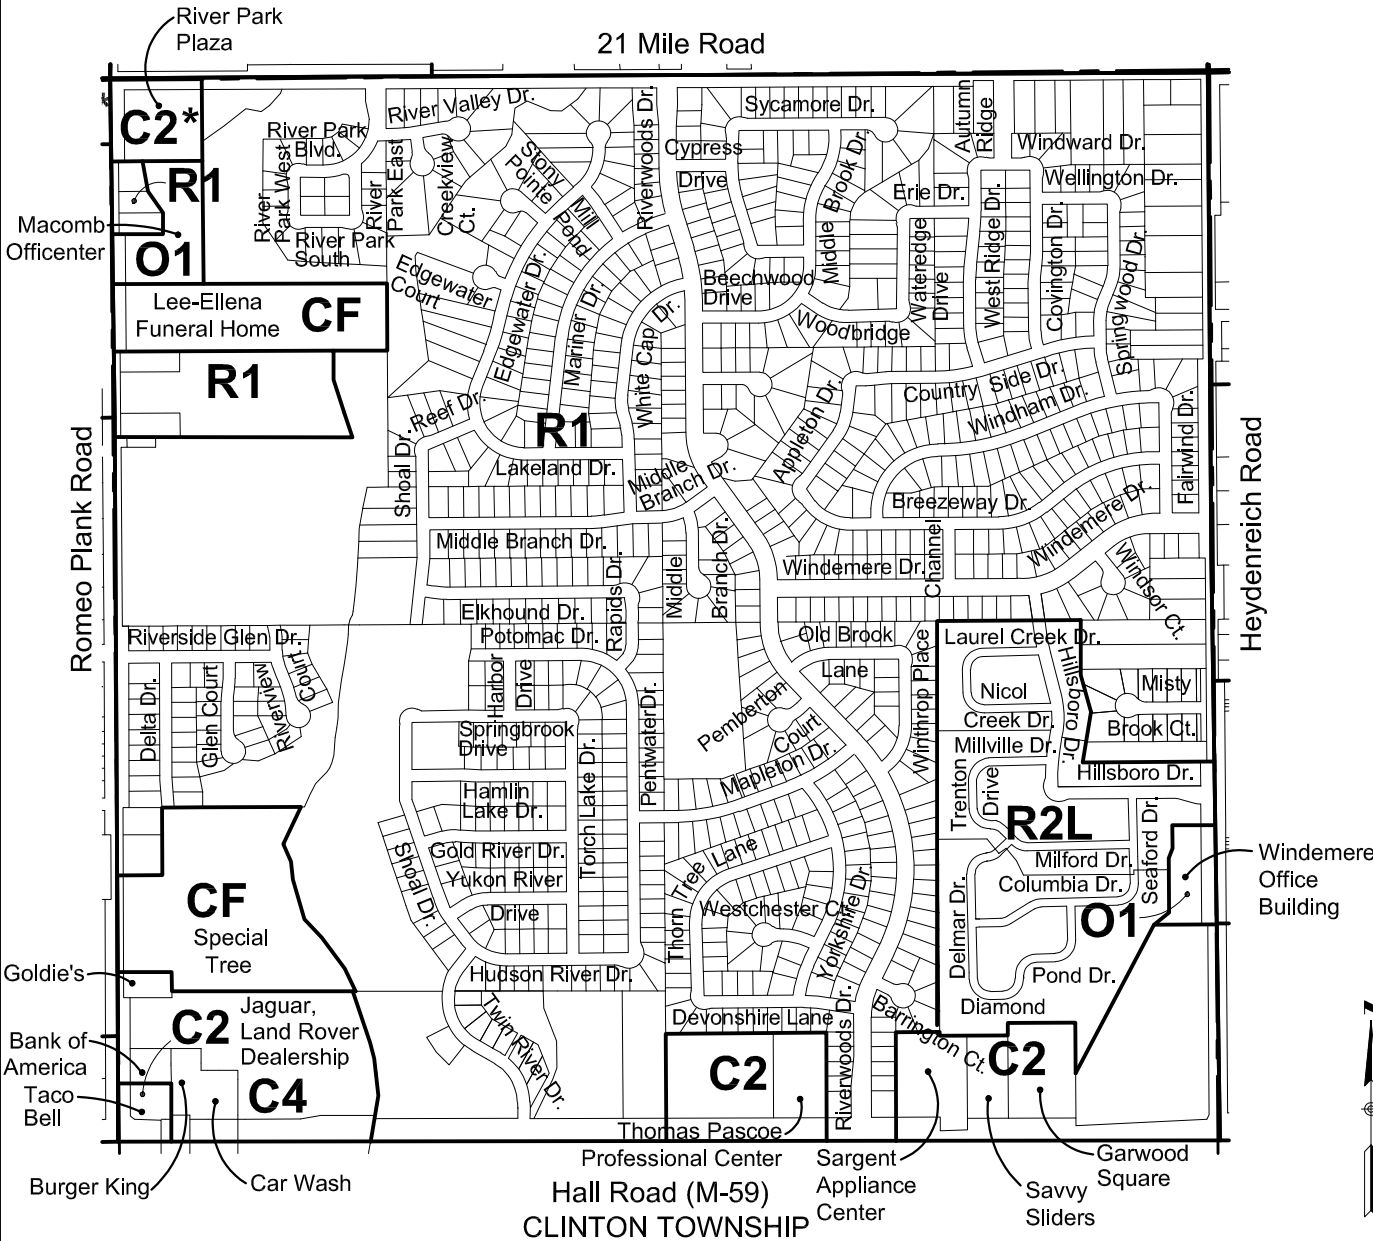 River Park
Plaza
21 Mile Road
C2*
River Valley Dr.
Riverwoods Dr.
Sycamore Dr.
Autumn
Ridge
River Park
Blvd.
Creekview
Ct.
Stony
Pointe
Cypress
Drive
Middle Brook Dr.
Windward Dr.
Wellington Dr.
R1
River
Park West
River
Park East
Mill
Pond
Erie Dr.
Macomb
Officenter
O1
River Park
South
Edgewater
Court
Edgewater Dr.
Mariner Dr.
White Cap Dr.
Beechwood
Drive
Wateredge
Drive
West Ridge Dr.
Covington Dr.
Springwood Dr.
Lee-Ellena
Funeral Home
CF
Woodbridge
R1
Reef Dr.
Shoal Dr.
R1
Appleton Dr.
Country Side Dr.
Windham Dr.
Fairwind Dr.
Romeo Plank Road
Heydenreich Road
Lakeland Dr.
Middle
Branch Dr.
Breezeway Dr.
Windemere Dr.
Middle Branch Dr.
Middle
Branch Dr.
Windemere Dr.
Channel
Windsor Ct.
Elkhound Dr.
Rapids Dr.
Riverside Glen Dr.
Potomac Dr.
Old Brook
Lane
Winthrop Place
Laurel Creek Dr.
Hillsboro Dr.
Delta Dr.
Glen Court
Riverview
Court
Harbor
Drive
Pentwater Dr.
Pemberton
Court
Nicol
Creek Dr.
Misty
Brook Ct.
Springbrook
Drive
Torch Lake Dr.
Mapleton Dr.
Millville Dr.
Hillsboro Dr.
Hamlin
Lake Dr.
Trenton
Drive
R2L
Seaford Dr.
Shoal Dr.
Gold River Dr.
Yukon River
Drive
Thorn Tree Lane
Milford Dr.
Columbia Dr.
Windemere
Office
Building
CF
Special
Tree
Westchester Ct.
Yorkshire Dr.
Delmar Dr.
O1
Goldie's
Hudson River Dr.
Pond Dr.
Diamond
C2
Jaguar,
Land Rover
Dealership
Twin River Dr.
Devonshire Lane
Riverwoods Dr.
Barrington Ct.
C2
Bank of
America
C4
C2
Taco
Bell
Burger King
Car Wash
Thomas Pascoe
Professional Center
Sargent
Appliance
Center
Savvy
Sliders
Garwood
Square
Hall Road (M-59)
CLINTON TOWNSHIP